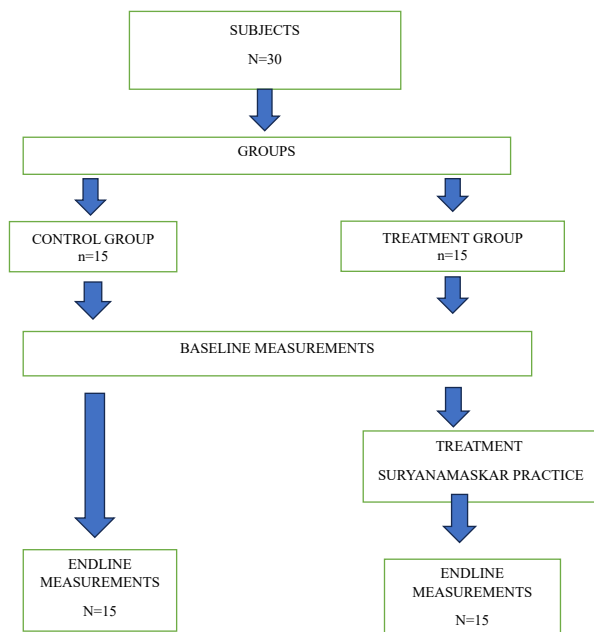 SUBJECTS
N=30
GROUPS
CONTROL GROUP
n=15
TREATMENT GROUP
n=15
BASELINE MEASUREMENTS
TREATMENT
SURYANAMASKAR PRACTICE
ENDLINE
MEASUREMENTS
N=15
ENDLINE
MEASUREMENTS
N=15